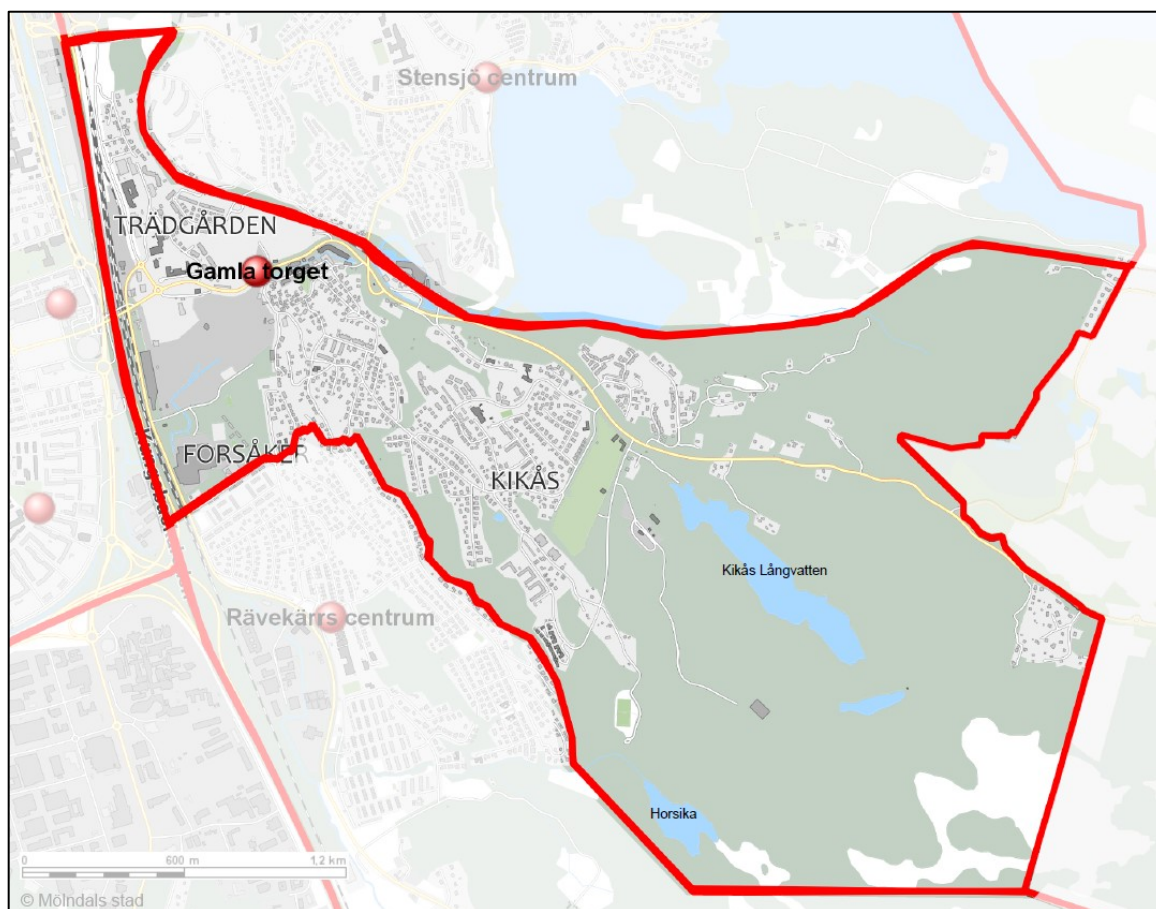 Stensjö centrum
TRÄDGÅRDEN
Gamla torget
FORSÅKER
KIKÅS
Kikås Långvatten
Rävekärrs centrum
Horsika
0 600 m 1,2 km
© Mölndals stad